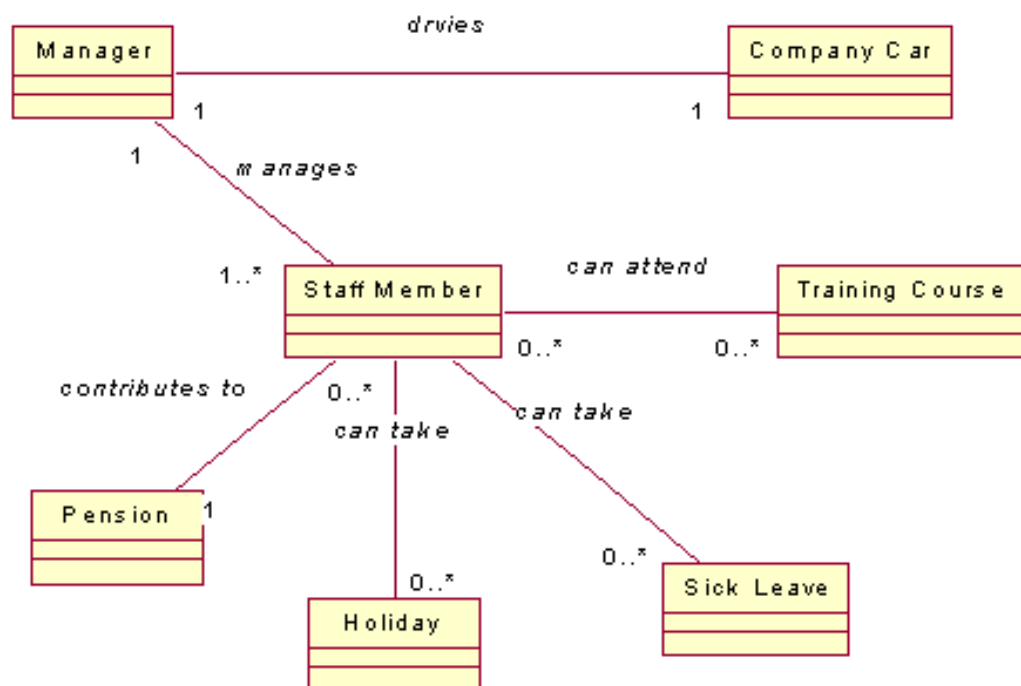 drvies
Manager
Company Car
1
1
1
manages
1..*
can attend
Staff Member
Training Course
0..*
0..*
contributes to
0..*
can take
can take
Pension
1
0..*
0..*
Sick Leave
Holiday